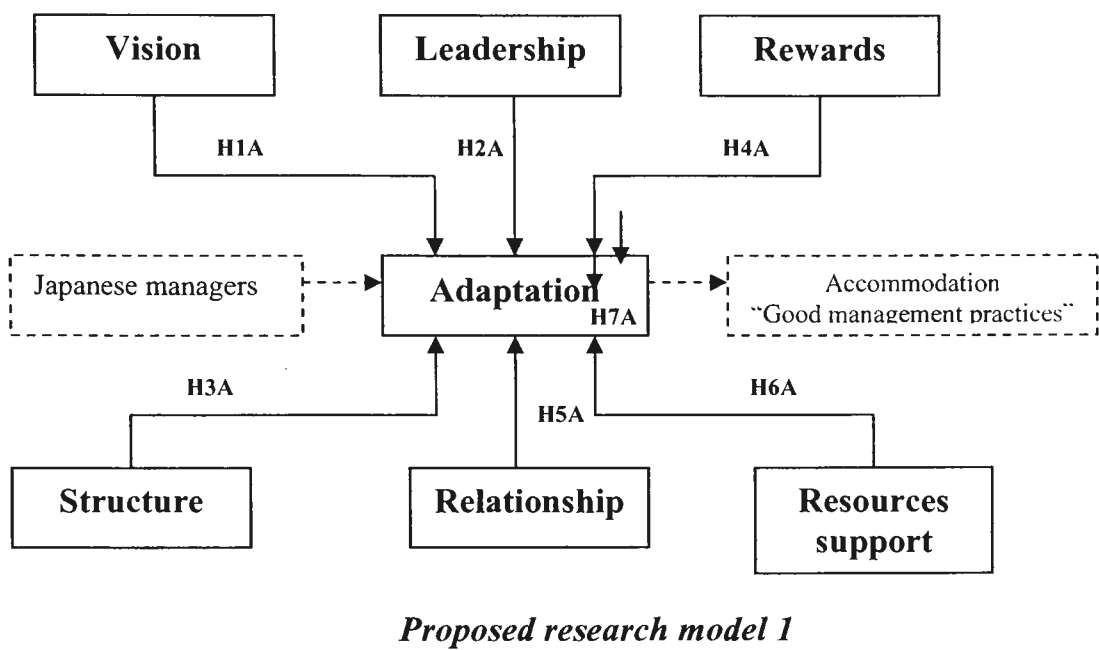 Vision
Leadership
Rewards
H1A
H2A
H4A
Japanese managers
Adaptation
H7A
Accommodation
"Good management practices"
H3A
H5A
H6A
Structure
Relationship
Resources
support
Proposed research model 1